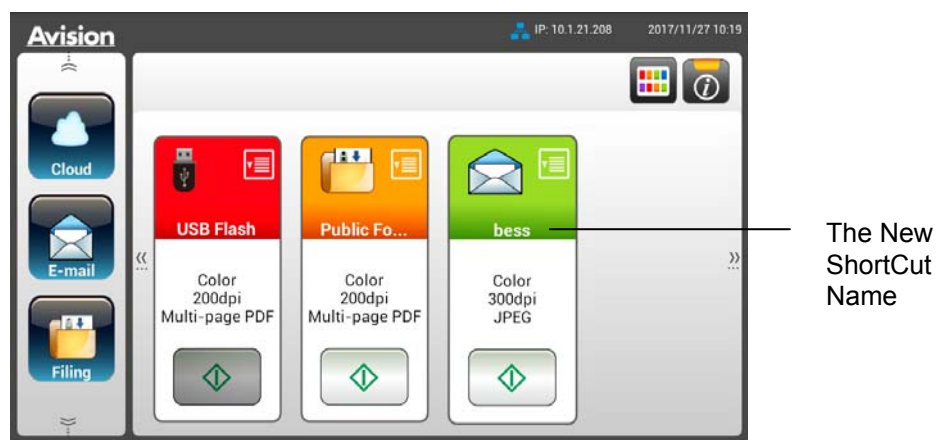 Avision
IP: 10.1.21.208
2017/11/27 10:19
Cloud
E-mail
Filing
USB Flash
Color
200dpi
Multi-page PDF
Public Fo...
Color
200dpi
Multi-page PDF
bess
Color
300dpi
JPEG
The New
ShortCut
Name